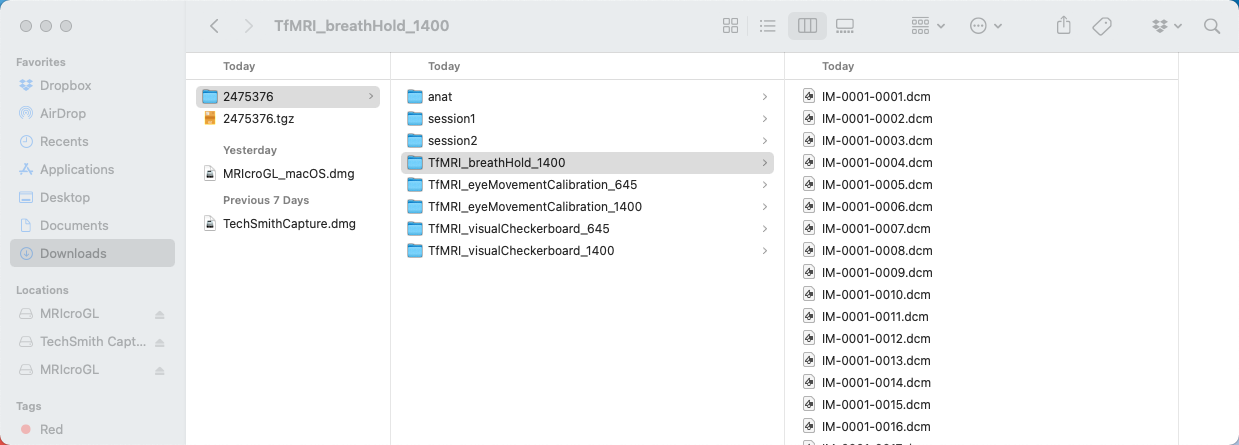 TfMRI_breathHold_1400
Favorites
Dropbox
AirDrop
Recents
Applications
Desktop
Documents
Downloads
Locations
MRIcroGL
TechSmith Capt...
MRIcroGL
Tags
Red
Today
2475376
2475376.tgz
Yesterday
MRIcroGL_macOS.dmg
Previous 7 Days
TechSmithCapture.dmg
Today
anat
session1
session2
TfMRI_breathHold_1400
TfMRI_eyeMovementCalibration_645
TfMRI_eyeMovementCalibration_1400
TfMRI_visualCheckerboard_645
TfMRI_visualCheckerboard_1400
Today
IM-0001-0001.dcm
IM-0001-0002.dcm
IM-0001-0003.dcm
IM-0001-0004.dcm
IM-0001-0005.dcm
IM-0001-0006.dcm
IM-0001-0007.dcm
IM-0001-0008.dcm
IM-0001-0009.dcm
IM-0001-0010.dcm
IM-0001-0011.dcm
IM-0001-0012.dcm
IM-0001-0013.dcm
IM-0001-0014.dcm
IM-0001-0015.dcm
IM-0001-0016.dcm